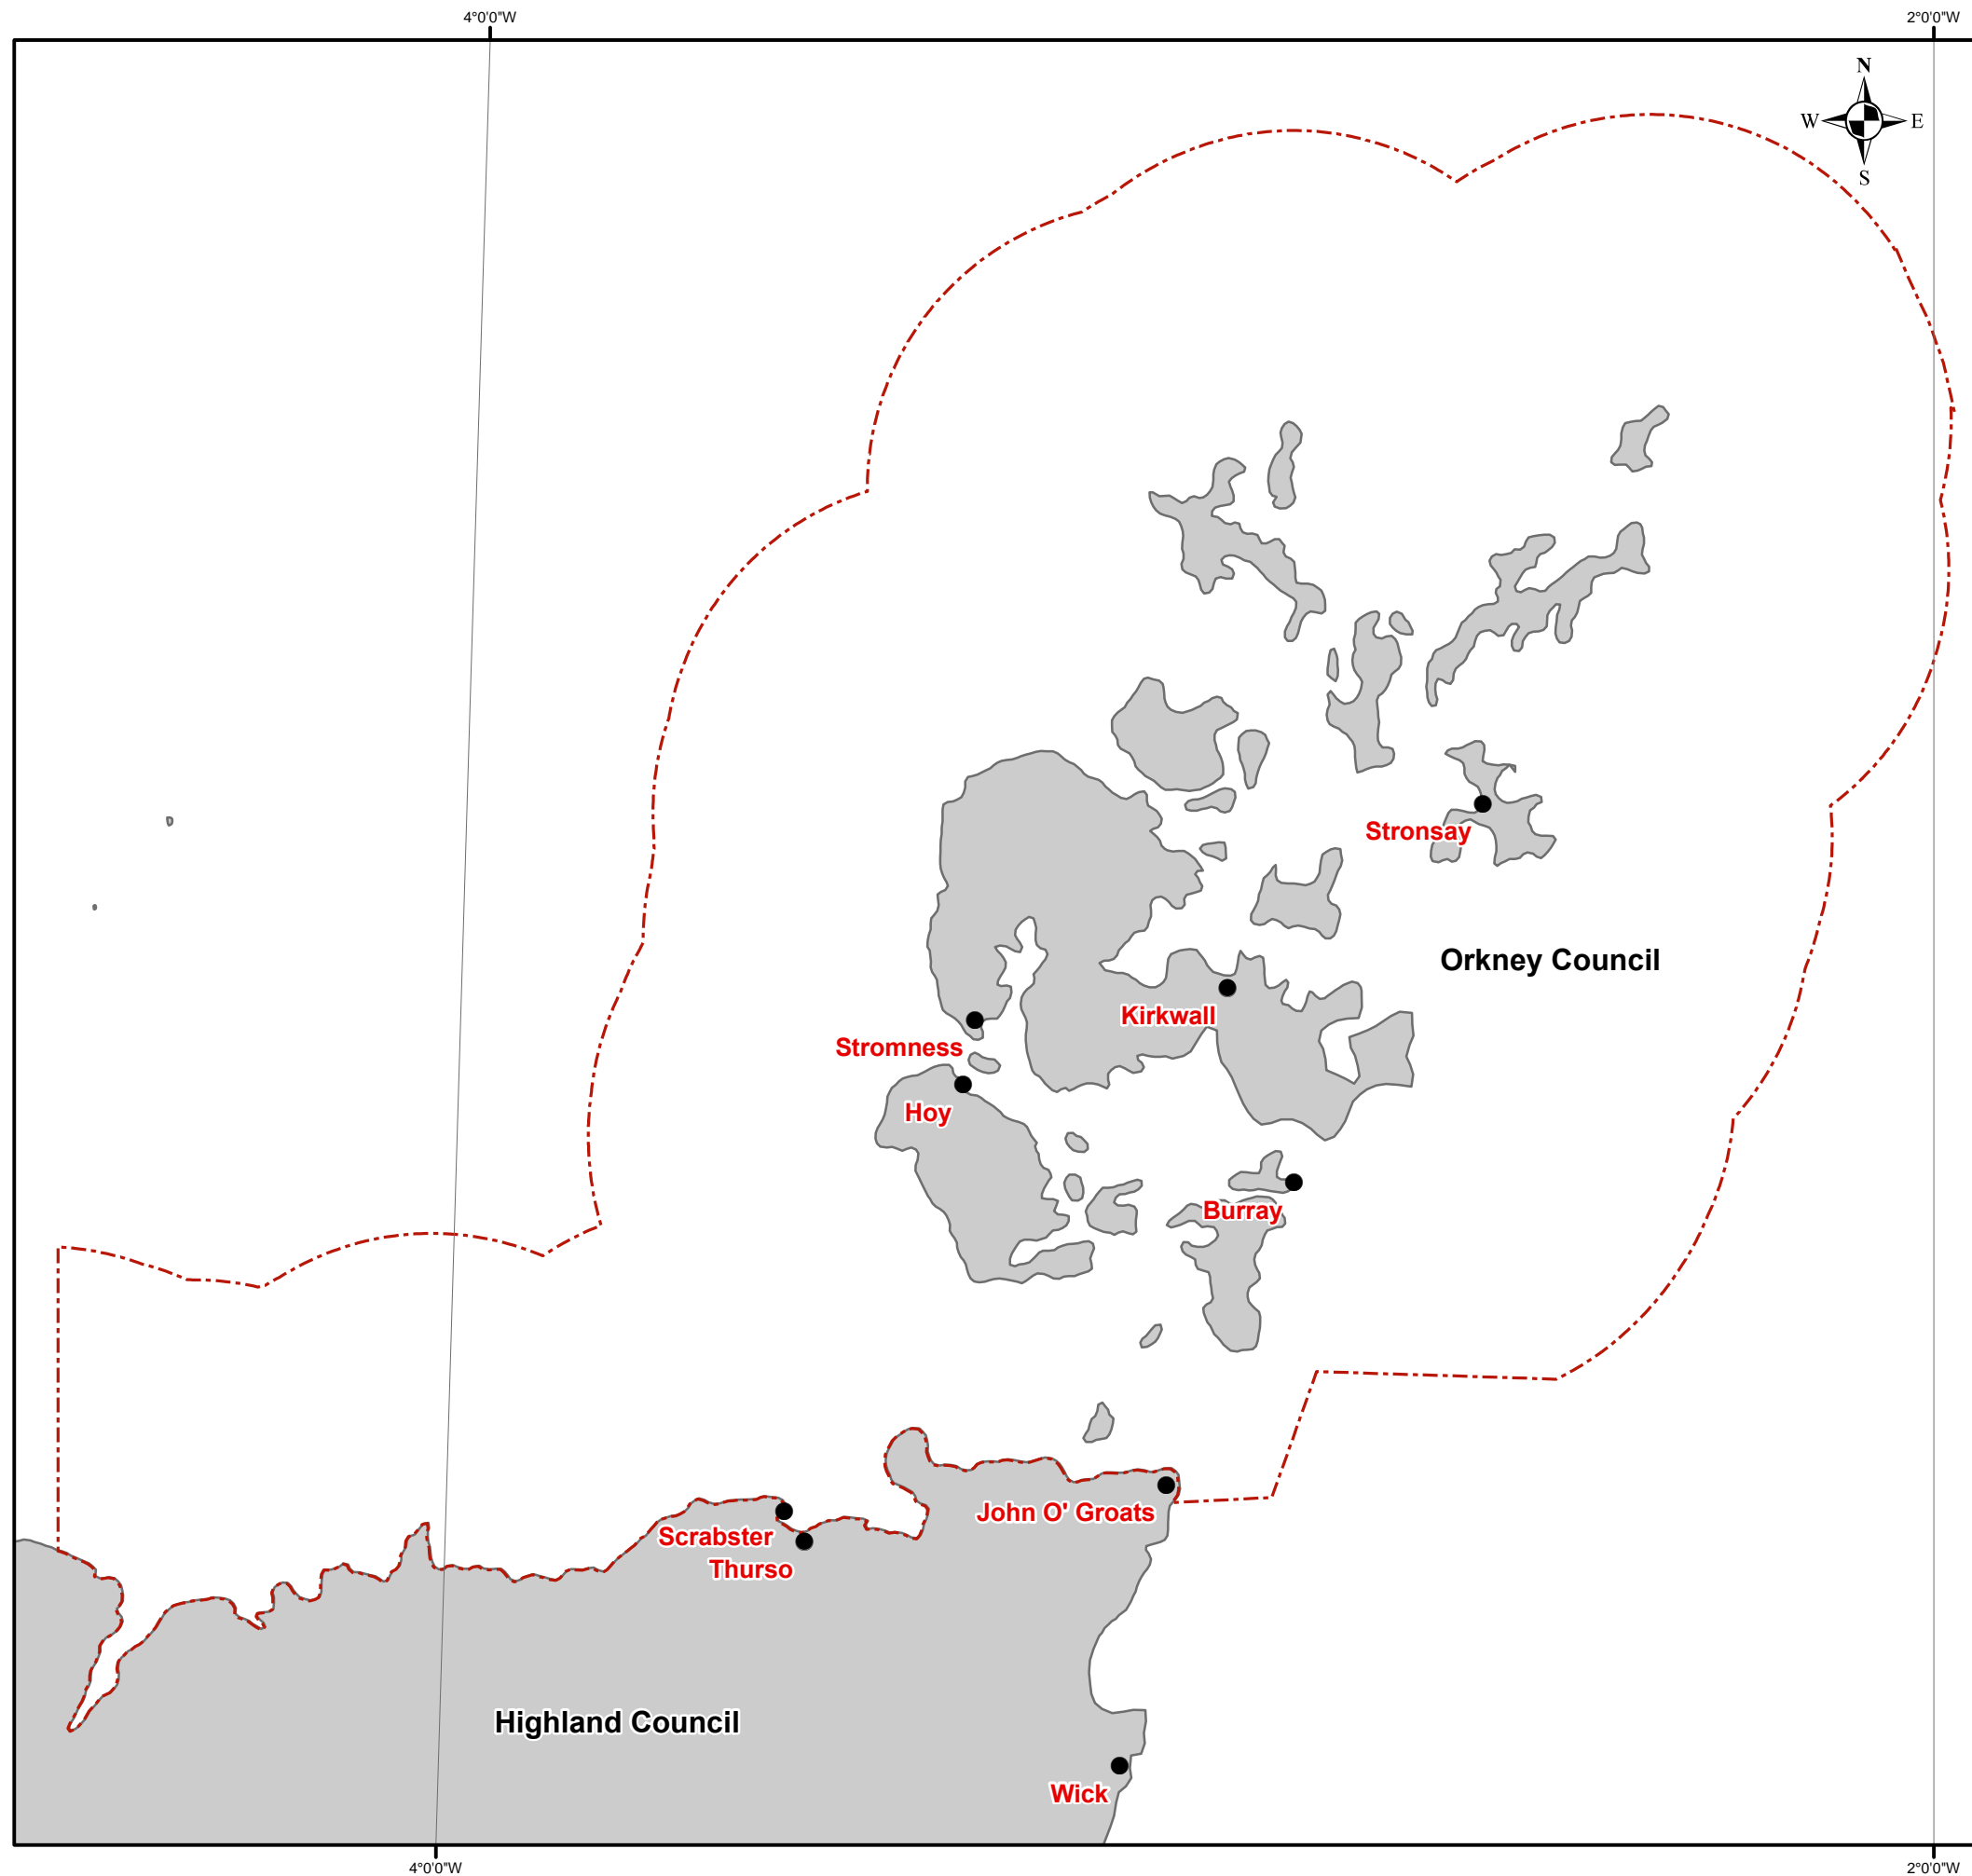 4°0'0"W
2°0'0"W
N
W
E
S
Stronsay
Orkney Council
Kirkwall
Stromness
Hoy
Burray
John O' Groats
Scrabster
Thurso
Highland Council
Wick
4°0'0"W
2°0'0"W